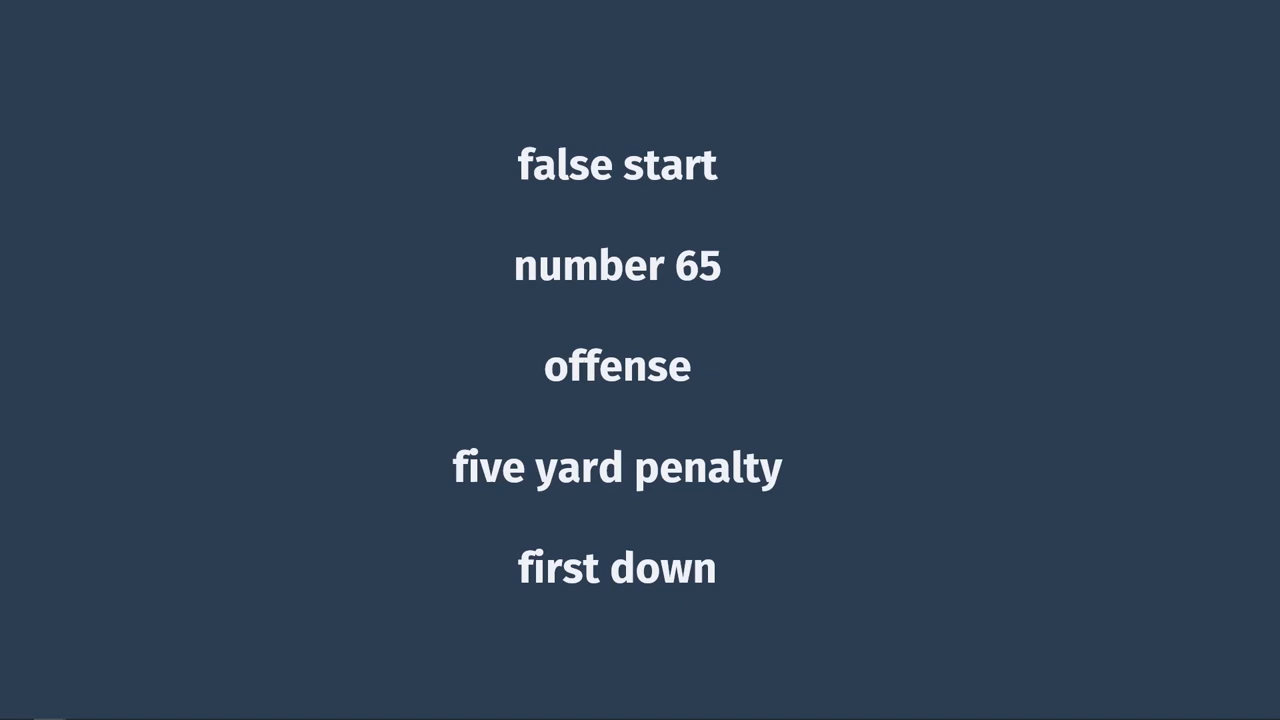 false start
number 65
offense
five yard penalty
first down